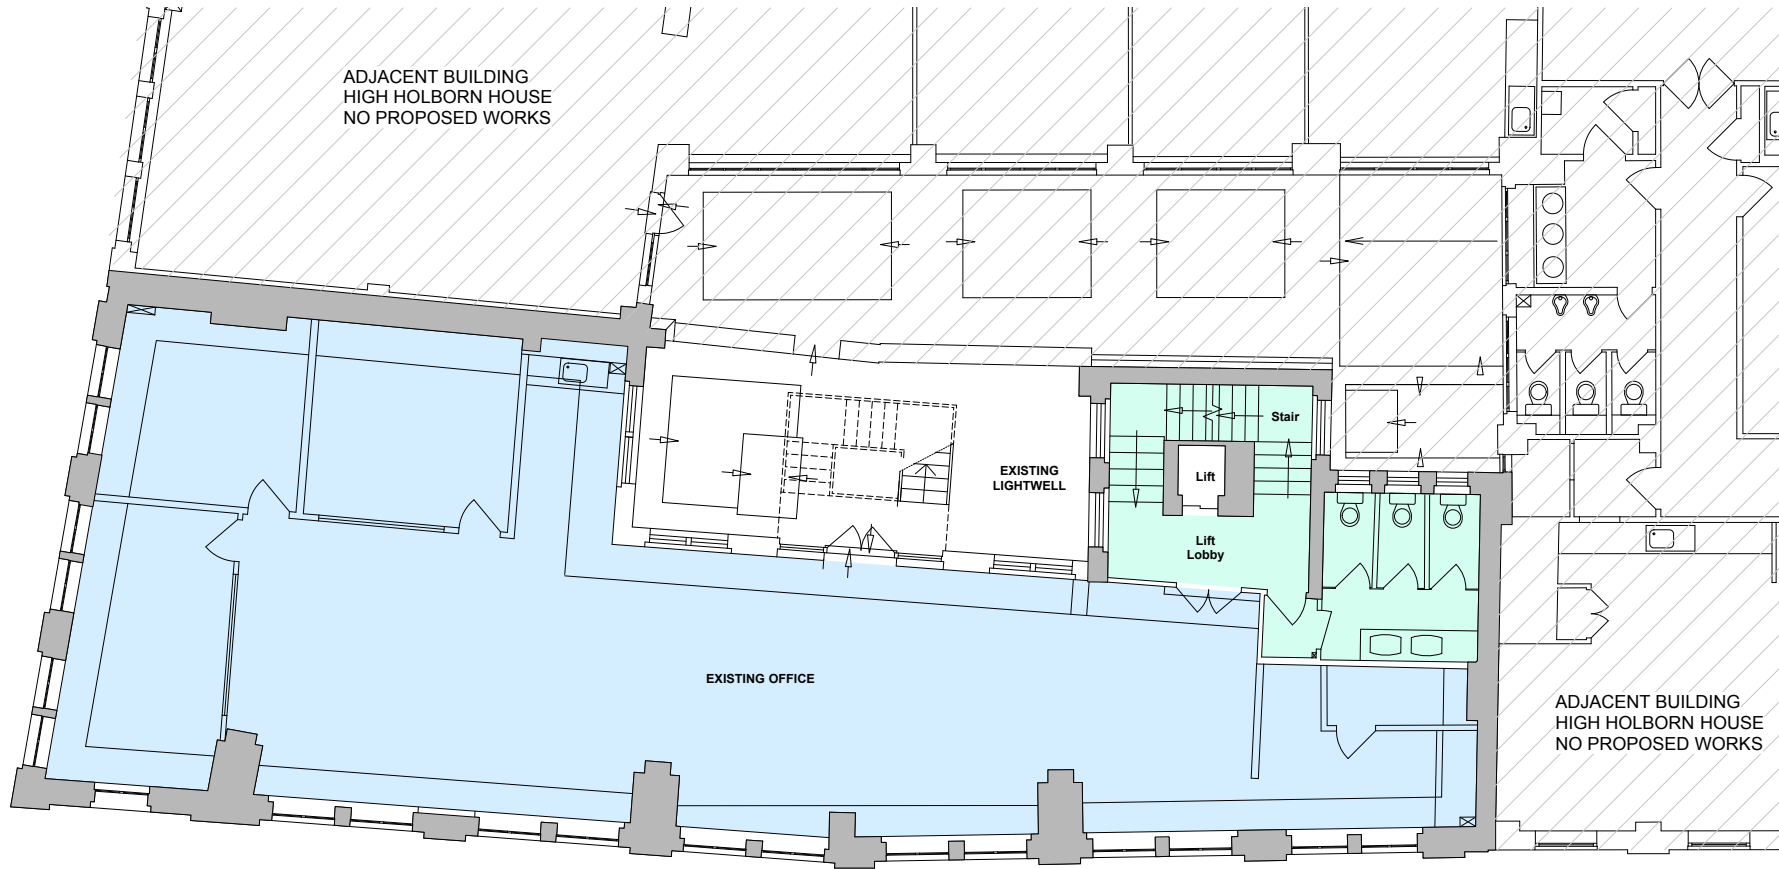 ADJACENT BUILDING
HIGH HOLBORN HOUSE
NO PROPOSED WORKS
Stair
EXISTING
LIGHTWELL
Lift
Lift
Lobby
EXISTING OFFICE
ADJACENT BUILDING
HIGH HOLBORN HOUSE
NO PROPOSED WORKS